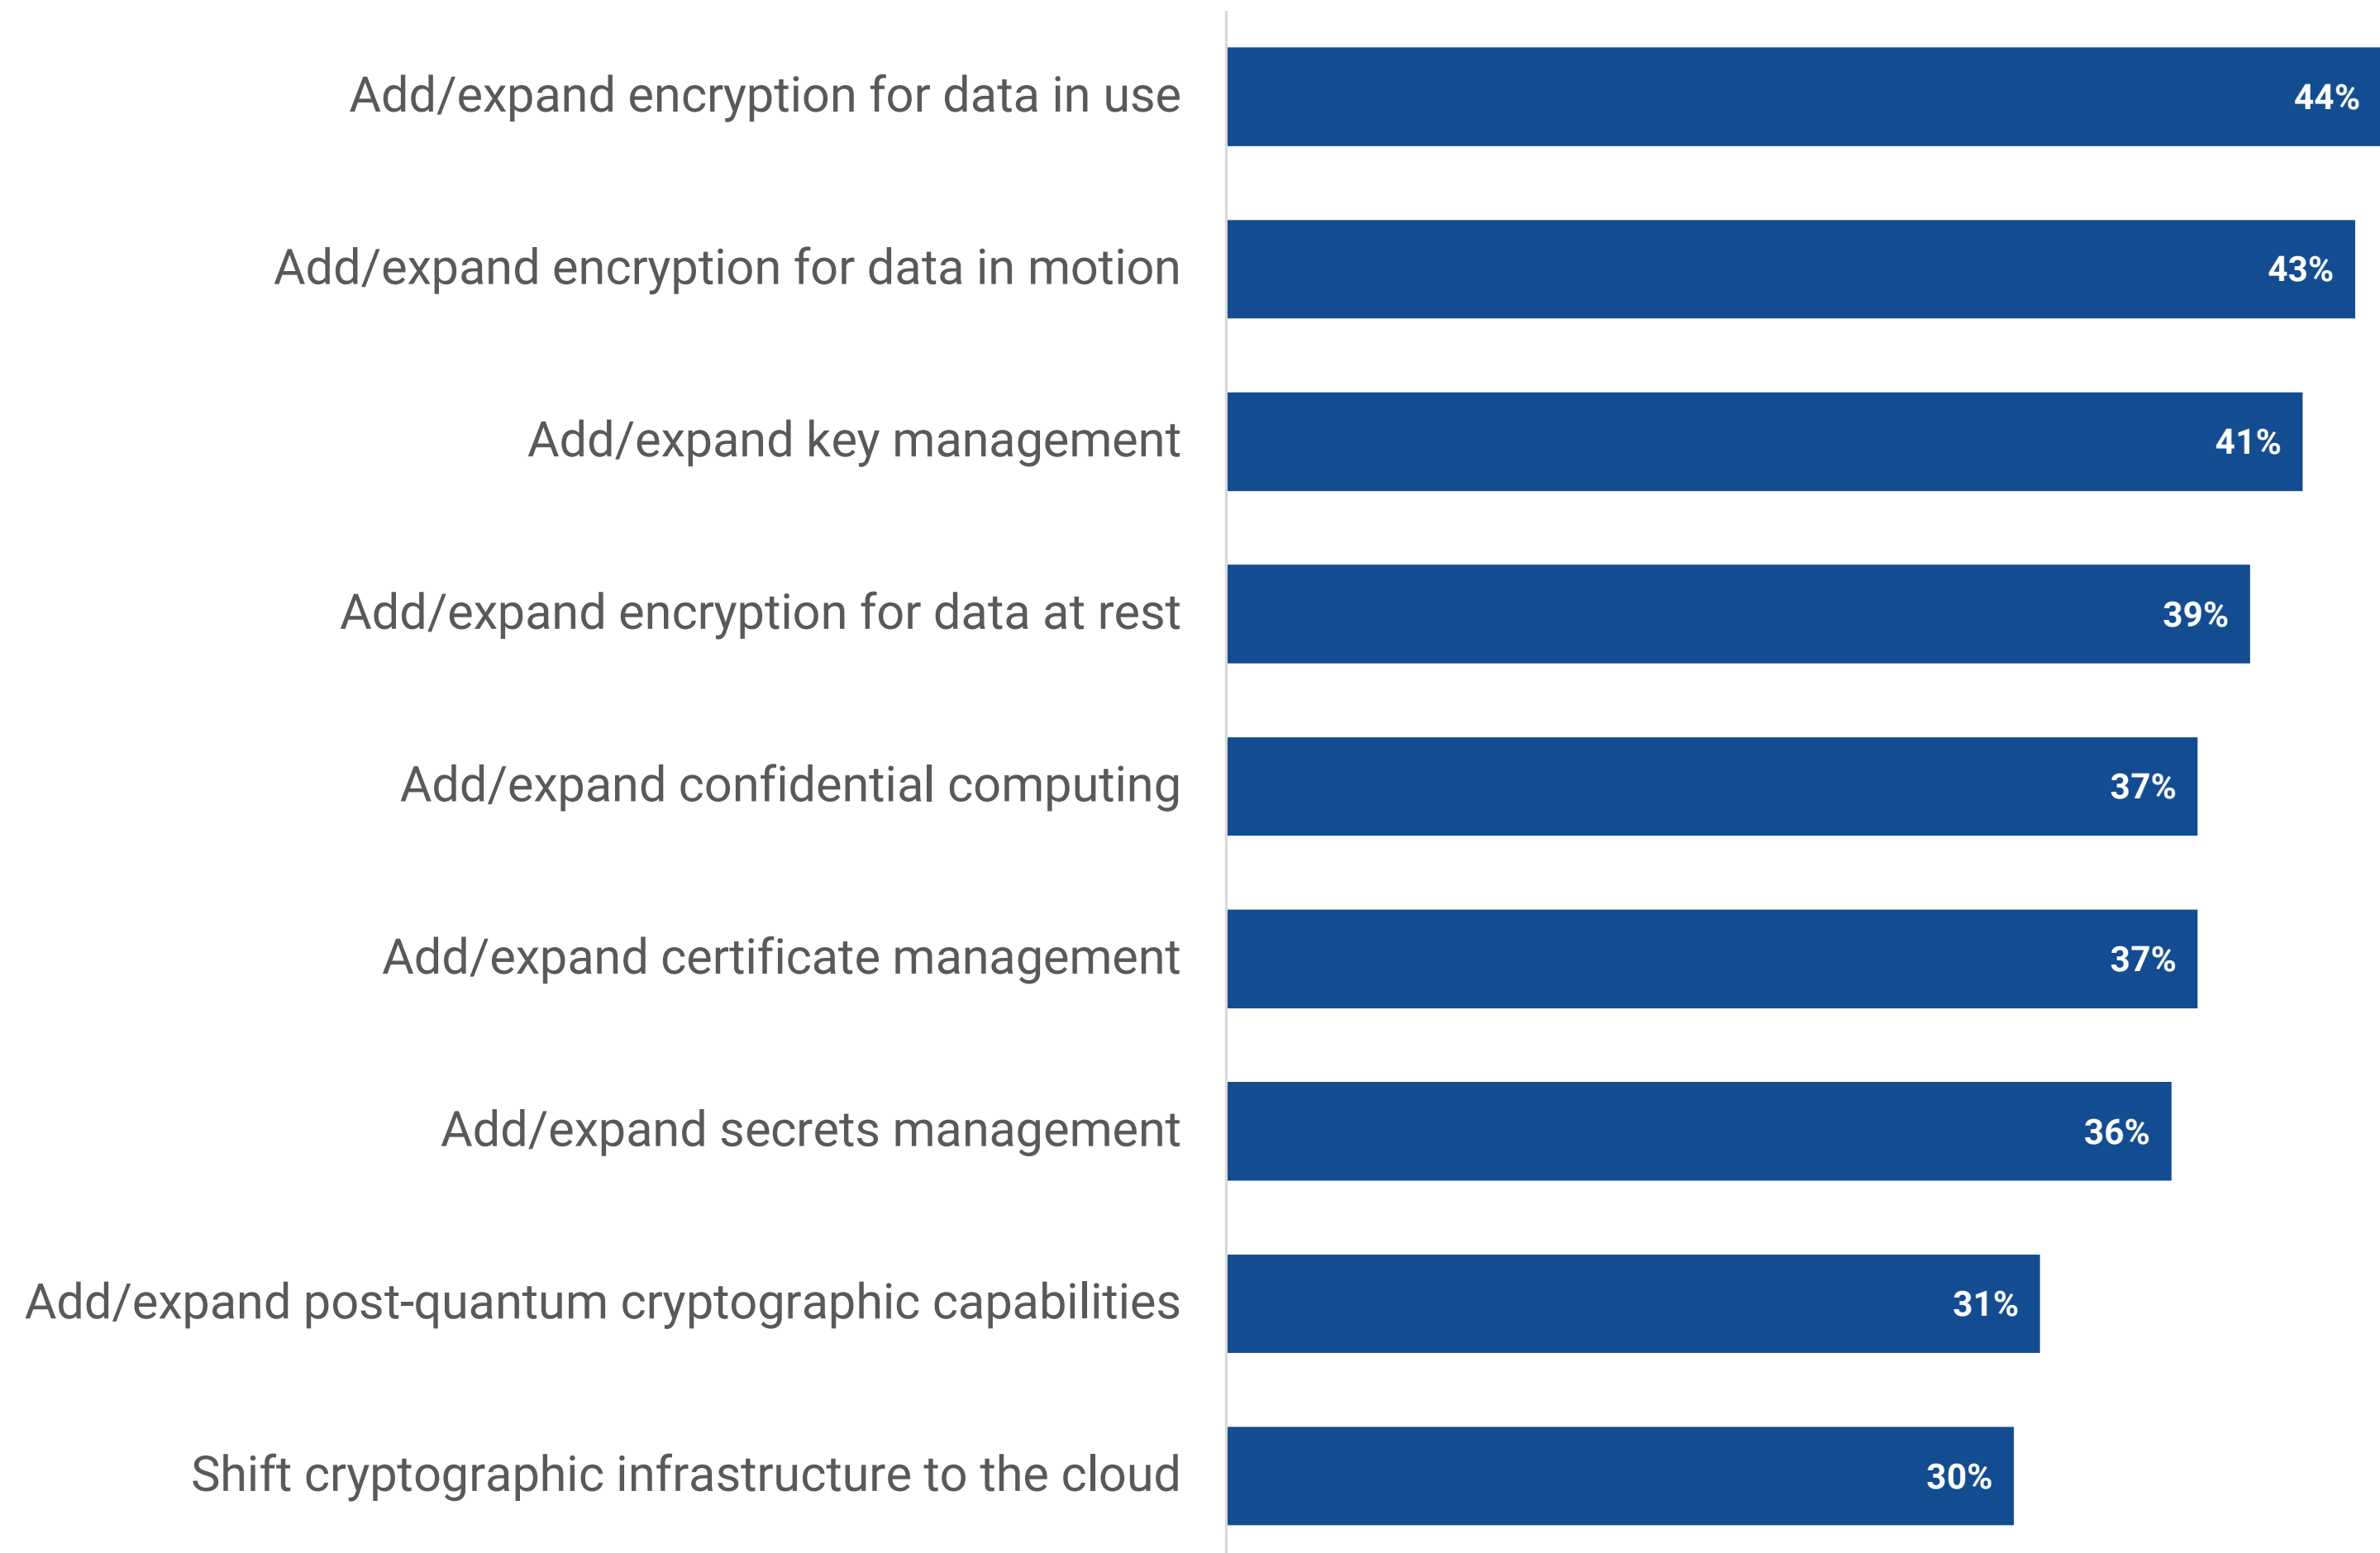 Add/expand encryption for data in use 44%
Add/expand encryption for data in motion 43%
Add/expand key management 41%
Add/expand encryption for data at rest 39%
Add/expand confidential computing 37%
Add/expand certificate management 37%
Add/expand secrets management 36%
Add/expand post-quantum cryptographic capabilities 31%
Shift cryptographic infrastructure to the cloud 30%